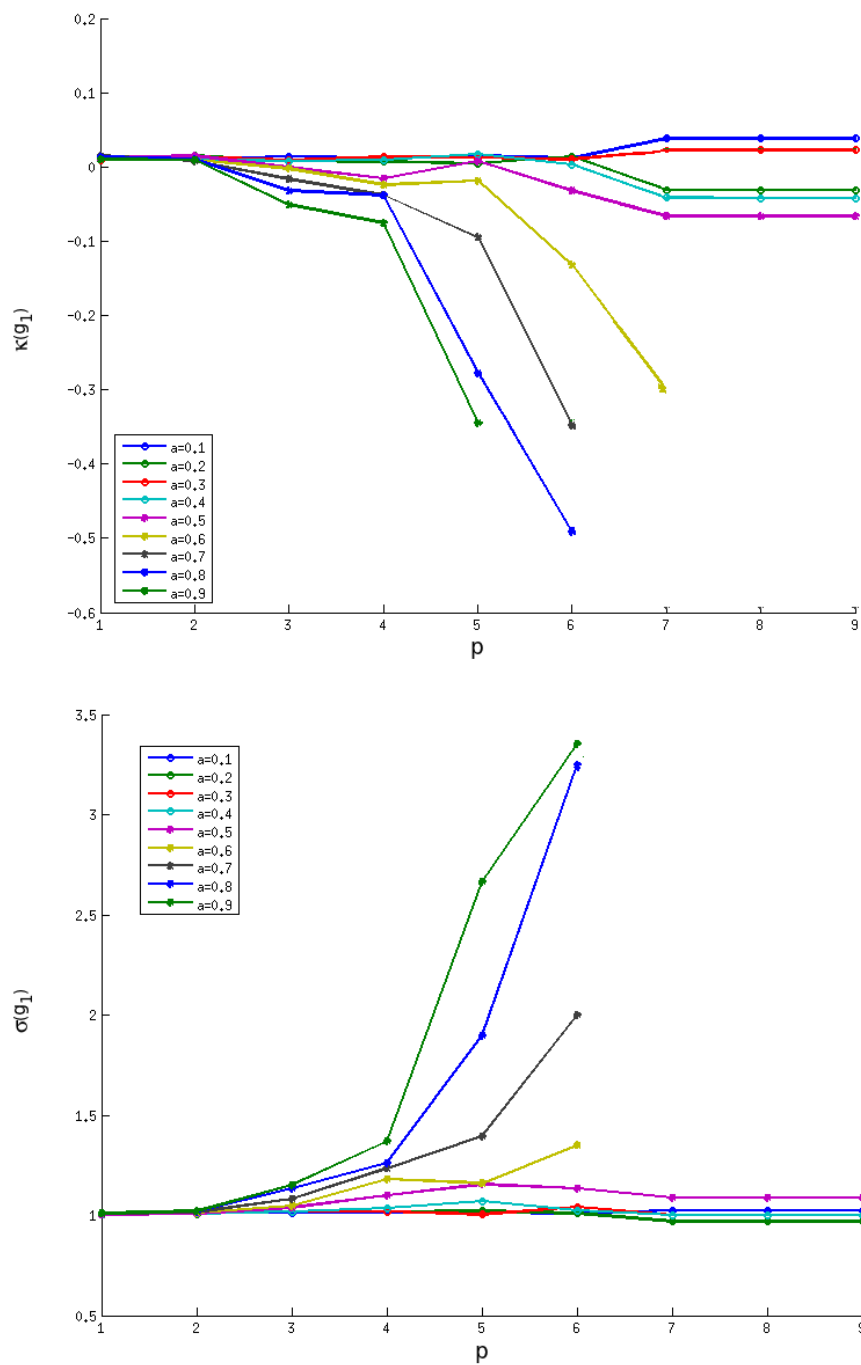 0.2
0.1
0
-0.1
-0.2
-0.3
-0.4
-0.5
-0.6
κ(g1)
a=0.1
a=0.2
a=0.3
a=0.4
a=0.5
a=0.6
a=0.7
a=0.8
a=0.9
1 2 3 4 5 6 7 8 9
p
3.5
3
2.5
2
1.5
1
0.5
σ(g1)
a=0.1
a=0.2
a=0.3
a=0.4
a=0.5
a=0.6
a=0.7
a=0.8
a=0.9
1 2 3 4 5 6 7 8 9
p